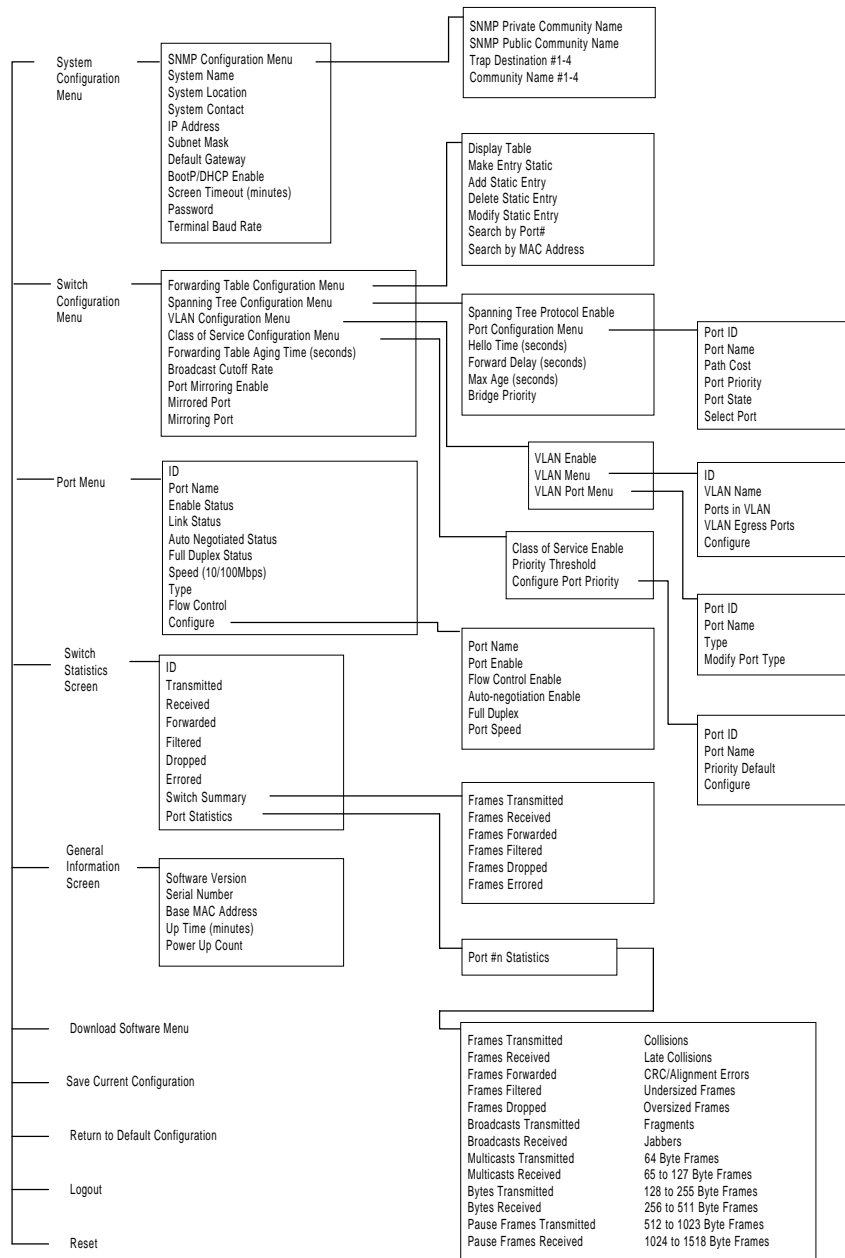 SNMP Private Community Name
SNMP Public Community Name
Trap Destination #1-4
Community Name #1-4
System
Configuration
Menu
SNMP Configuration Menu
System Name
System Location
System Contact
IP Address
Subnet Mask
Default Gateway
BootP/DHCP Enable
Screen Timeout (minutes)
Password
Terminal Baud Rate
Display Table
Make Entry Static
Add Static Entry
Delete Static Entry
Modify Static Entry
Search by Port#
Search by MAC Address
Switch
Configuration
Menu
Forwarding Table Configuration Menu
Spanning Tree Configuration Menu
VLAN Configuration Menu
Class of Service Configuration Menu
Forwarding Table Aging Time (seconds)
Broadcast Cutoff Rate
Port Mirroring Enable
Mirrored Port
Mirroring Port
Spanning Tree Protocol Enable
Port Configuration Menu
Hello Time (seconds)
Forward Delay (seconds)
Max Age (seconds)
Bridge Priority
Port ID
Port Name
Path Cost
Port Priority
Port State
Select Port
VLAN Enable
VLAN Menu
VLAN Port Menu
ID
VLAN Name
Ports in VLAN
VLAN Egress Ports
Configure
Port Menu
ID
Port Name
Enable Status
Link Status
Auto Negotiated Status
Full Duplex Status
Speed (10/100Mbps)
Type
Flow Control
Configure
Class of Service Enable
Priority Threshold
Configure Port Priority
Port ID
Port Name
Type
Modify Port Type
Port Name
Port Enable
Flow Control Enable
Auto-negotiation Enable
Full Duplex
Port Speed
Port ID
Port Name
Priority Default
Configure
Switch
Statistics
Screen
ID
Transmitted
Received
Forwarded
Filtered
Dropped
Errored
Switch Summary
Port Statistics
Frames Transmitted
Frames Received
Frames Forwarded
Frames Filtered
Frames Dropped
Frames Errored
General
Information
Screen
Software Version
Serial Number
Base MAC Address
Up Time (minutes)
Power Up Count
Port #n Statistics
Download Software Menu
Save Current Configuration
Return to Default Configuration
Logout
Reset
Frames Transmitted
Frames Received
Frames Forwarded
Frames Filtered
Frames Dropped
Broadcasts Transmitted
Broadcasts Received
Multicasts Transmitted
Multicasts Received
Bytes Transmitted
Bytes Received
Pause Frames Transmitted
Pause Frames Received
Collisions
Late Collisions
CRC/Alignment Errors
Undersized Frames
Oversized Frames
Fragments
Jabbers
64 Byte Frames
65 to 127 Byte Frames
128 to 255 Byte Frames
256 to 511 Byte Frames
512 to 1023 Byte Frames
1024 to 1518 Byte Frames